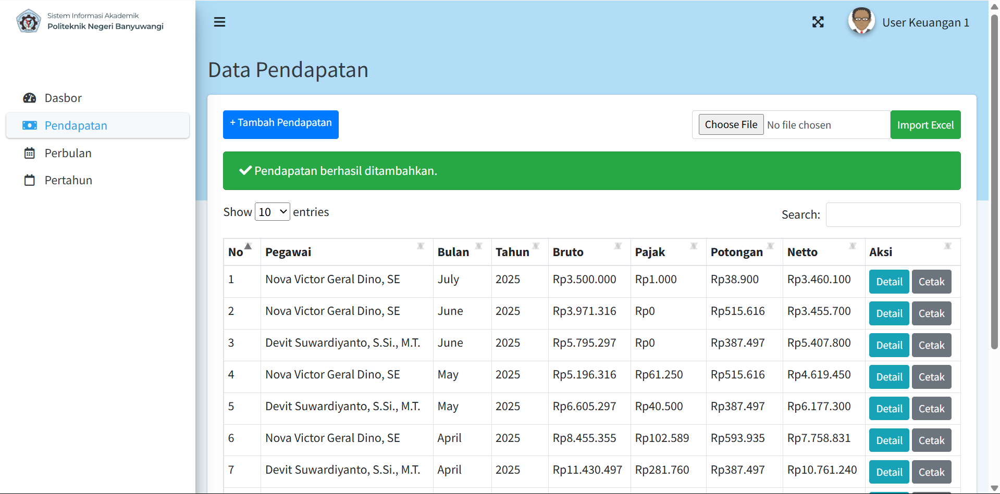 Sistem Informasi Akademik
Politeknik Negeri Banyuwangi
User Keuangan 1
Dasbor
Pendapatan
Perbulan
Pertahun
Data Pendapatan
+ Tambah Pendapatan
Choose File No file chosen Import Excel
Pendapatan berhasil ditambahkan.
Show 10 entries
Search:
No Pegawai Bulan Tahun Bruto Pajak Potongan Netto Aksi
1 Nova Victor Geral Dino, SE July 2025 Rp3.500.000 Rp1.000 Rp38.900 Rp3.460.100 Detail Cetak
2 Nova Victor Geral Dino, SE June 2025 Rp3.971.316 Rp0 Rp515.616 Rp3.455.700 Detail Cetak
3 Devit Suwardiyanto, S.Si., M.T. June 2025 Rp5.795.297 Rp0 Rp387.497 Rp5.407.800 Detail Cetak
4 Nova Victor Geral Dino, SE May 2025 Rp5.196.316 Rp61.250 Rp515.616 Rp4.619.450 Detail Cetak
5 Devit Suwardiyanto, S.Si., M.T. May 2025 Rp6.605.297 Rp40.500 Rp387.497 Rp6.177.300 Detail Cetak
6 Nova Victor Geral Dino, SE April 2025 Rp8.455.355 Rp102.589 Rp593.935 Rp7.758.831 Detail Cetak
7 Devit Suwardiyanto, S.Si., M.T. April 2025 Rp11.430.497 Rp281.760 Rp387.497 Rp10.761.240 Detail Cetak